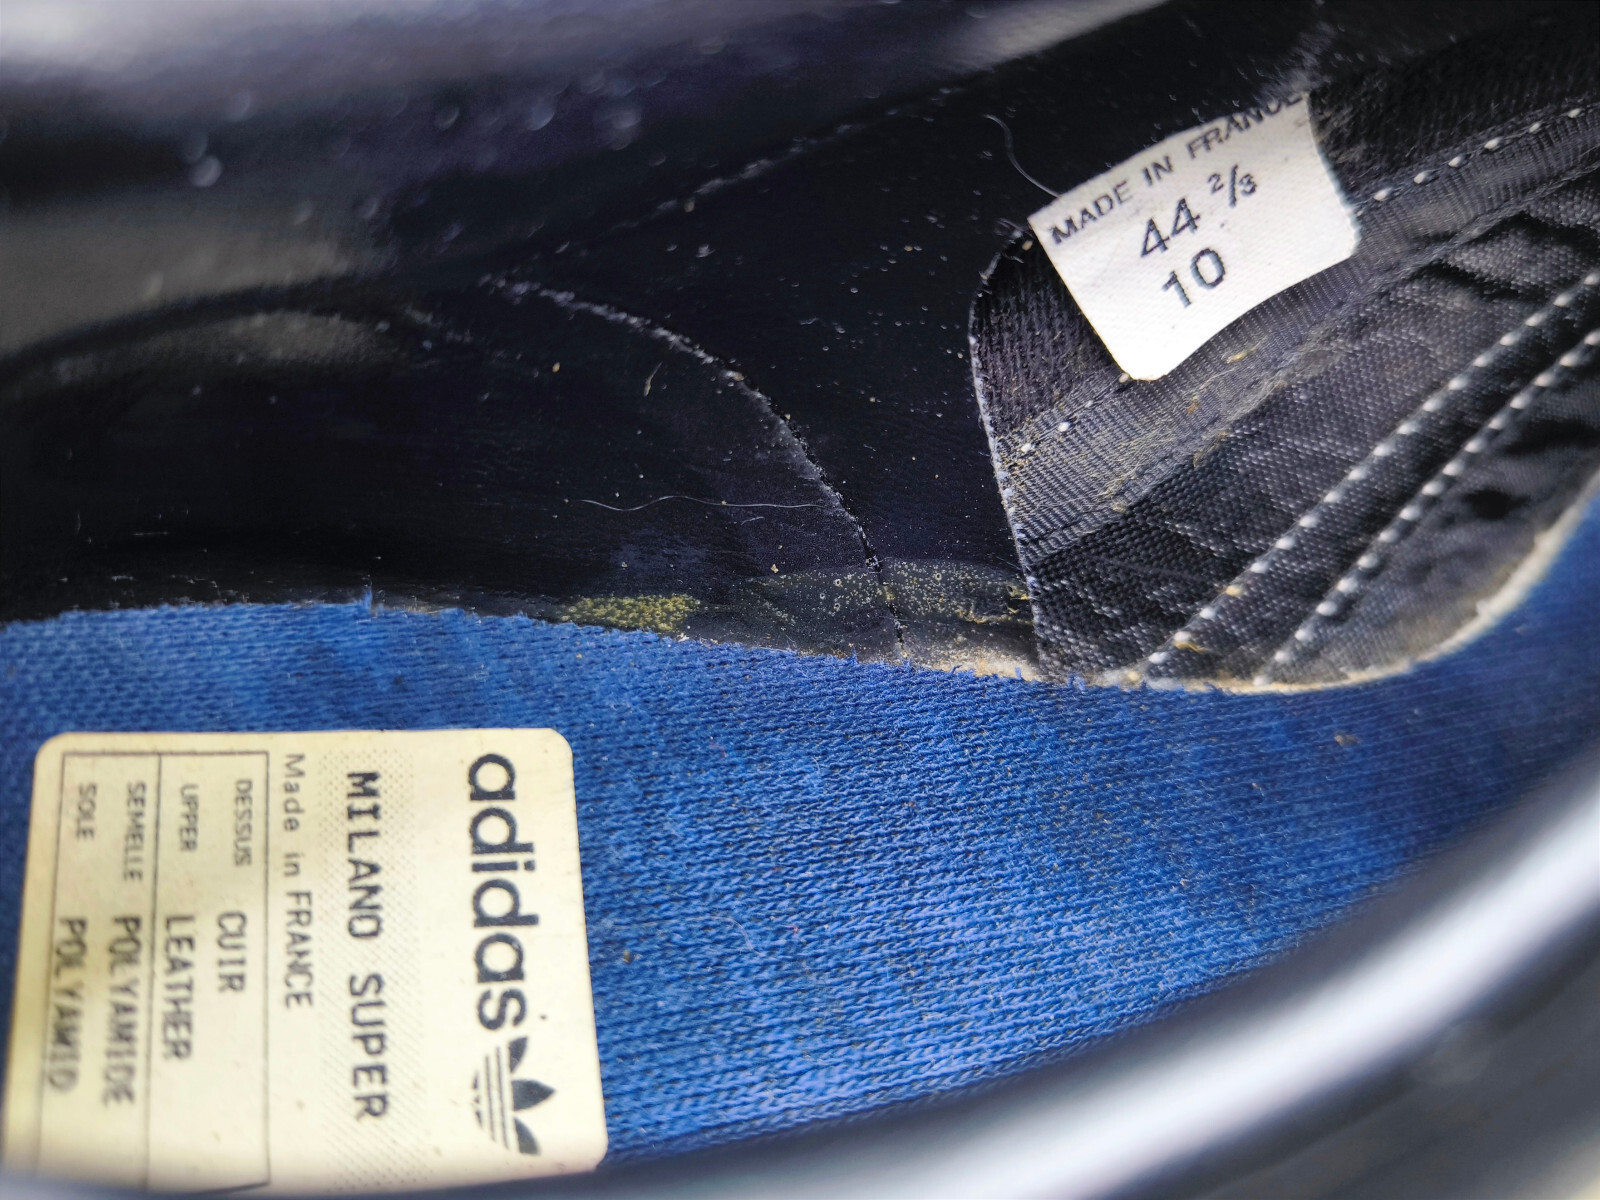 MADE IN FRANCE
44 2/3
10
adidas
MILANO SUPER
Made in FRANCE
DESSUS CUIR
UPPER LEATHER
SEMELLE POLYAMIDE
SOLE POLYAMID